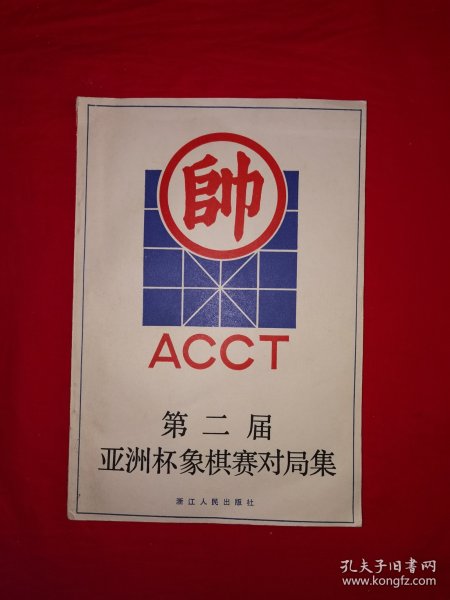 帥
ACCT
第二届
亚洲杯象棋赛对局集
浙江人民出版社
孔夫子旧书网
www.kongfz.com